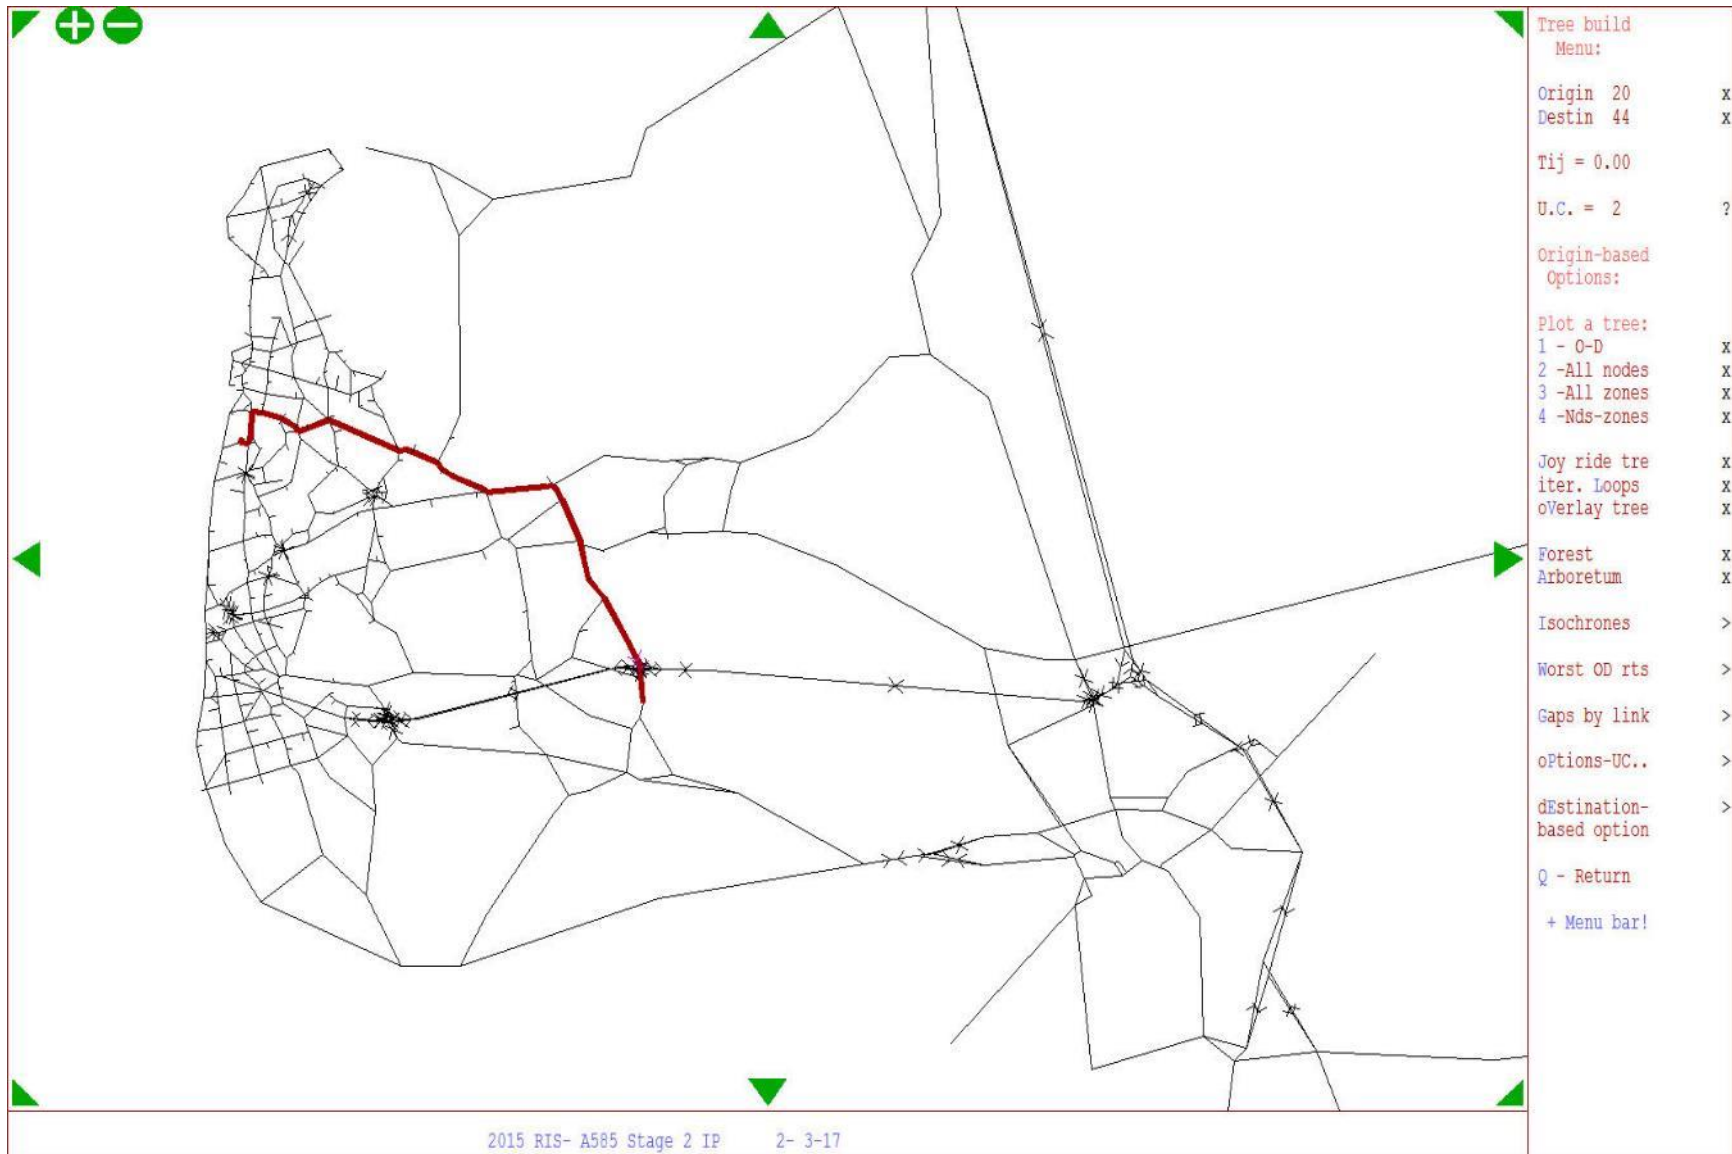 Tree build
Menu:
Origin 20 x
Destin 44 x
Tij = 0.00
U.C. = 2 ?
Origin-based
Options:
Plot a tree:
1 - O-D x
2 -All nodes x
3 -All zones x
4 -Nds-zones x
Joy ride tre x
iter. Loops x
oVerlay tree x
Forest x
Arboretum x
Isochrones >
Worst OD rts >
Gaps by link >
oPtions-UC.. >
dEstination- >
based option
Q - Return
+ Menu bar!
2015 RIS- A585 Stage 2 IP 2- 3-17